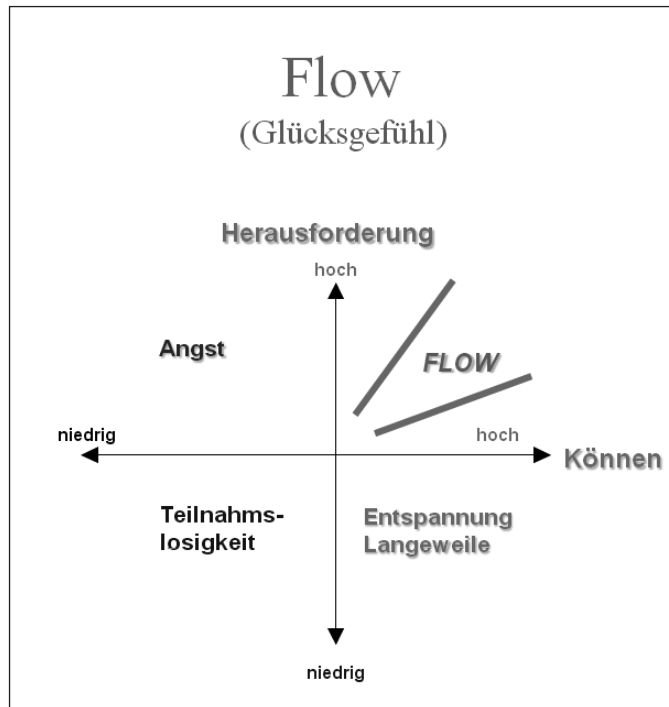 Flow
(Glücksgefühl)
Herausforderung
hoch
Angst
FLOW
niedrig
hoch
Können
Teilnahms-
losigkeit
Entspannung
Langeweile
niedrig